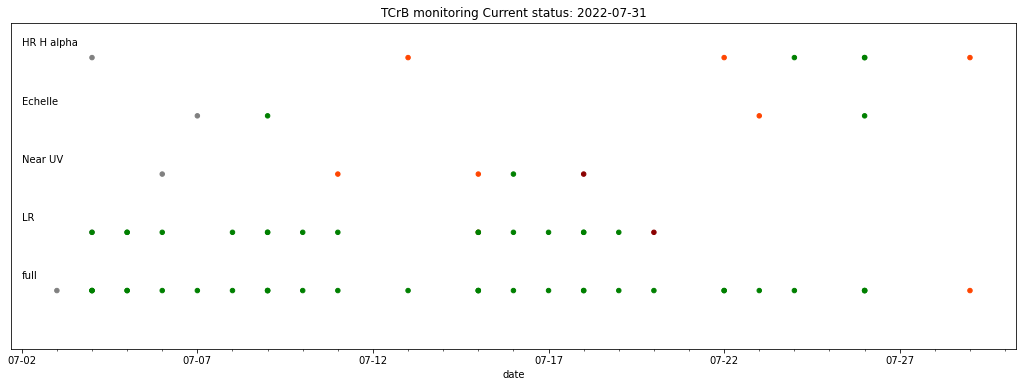 TCrB monitoring Current status: 2022-07-31
HR H alpha
Echelle
Near UV
LR
full
07-02 07-07 07-12 07-17 07-22 07-27
date